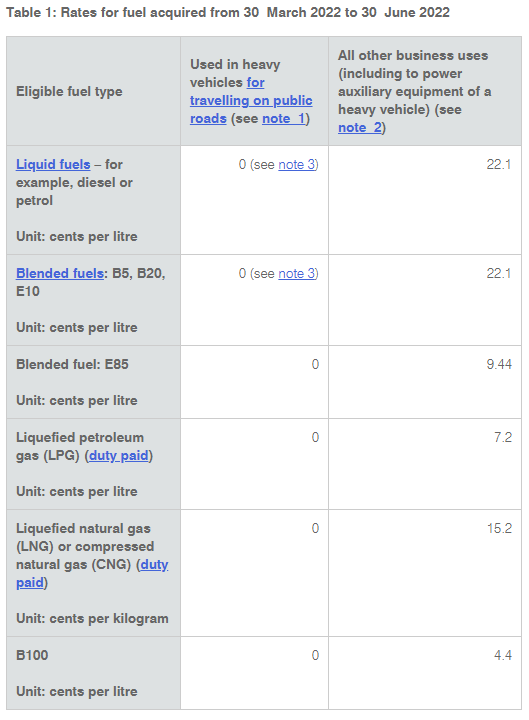 Table 1: Rates for fuel acquired from 30 March 2022 to 30 June 2022
Eligible fuel type
Used in heavy
vehicles for
travelling on public
roads (see note 1)
All other business uses
(including to power
auxiliary equipment of a
heavy vehicle) (see
note 2)
Liquid fuels – for
example, diesel or
petrol
Unit: cents per litre
0 (see note 3)
22.1
Blended fuels: B5, B20,
E10
Unit: cents per litre
0 (see note 3)
22.1
Blended fuel: E85
Unit: cents per litre
0
9.44
Liquefied petroleum
gas (LPG) (duty paid)
Unit: cents per litre
0
7.2
Liquefied natural gas
(LNG) or compressed
natural gas (CNG) (duty
paid)
Unit: cents per kilogram
0
15.2
B100
Unit: cents per litre
0
4.4